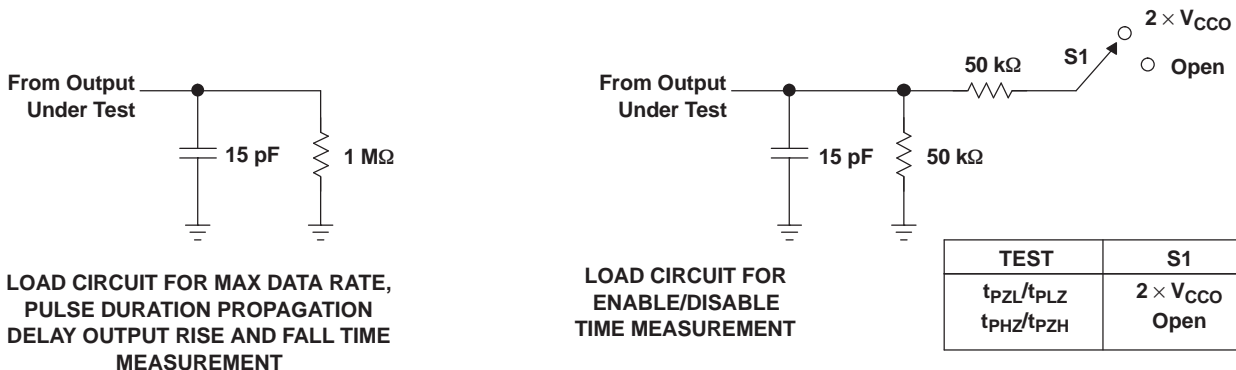 From Output
Under Test
15 pF
1 MΩ
LOAD CIRCUIT FOR MAX DATA RATE,
PULSE DURATION PROPAGATION
DELAY OUTPUT RISE AND FALL TIME
MEASUREMENT
From Output
Under Test
15 pF
50 kΩ
50 kΩ
S1
2 × VCCO
Open
LOAD CIRCUIT FOR
ENABLE/DISABLE
TIME MEASUREMENT
TEST S1
tPZL/tPLZ 2 × VCCO
tPHZ/tPZH Open